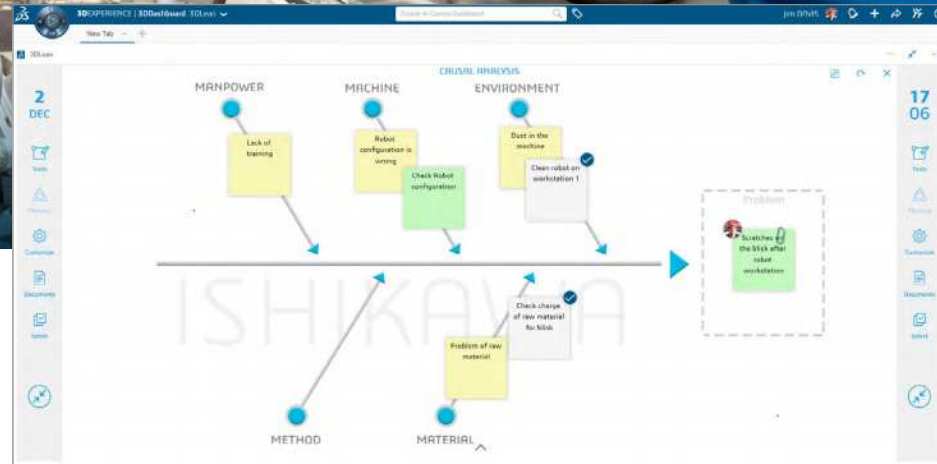 3DEXPERIENCE | 3DDashboard 3DLean
JIM DAVIS
New Tab
3DLean
CAUSAL ANALYSIS
MANPOWER
MACHINE
ENVIRONMENT
2
DEC
17
06
Lack of
training
Robot
configuration is
wrong
Check Robot
configuration
Dust in the
machine
Clean robot on
workstation 1
Tools
Tools
Problem
Scratches on
the blisk after
robot
workstation
Customize
Customize
Documents
Documents
ISHIKAWA
Check charge
of raw material
for blisk
Problem of raw
material
METHOD
MATERIAL